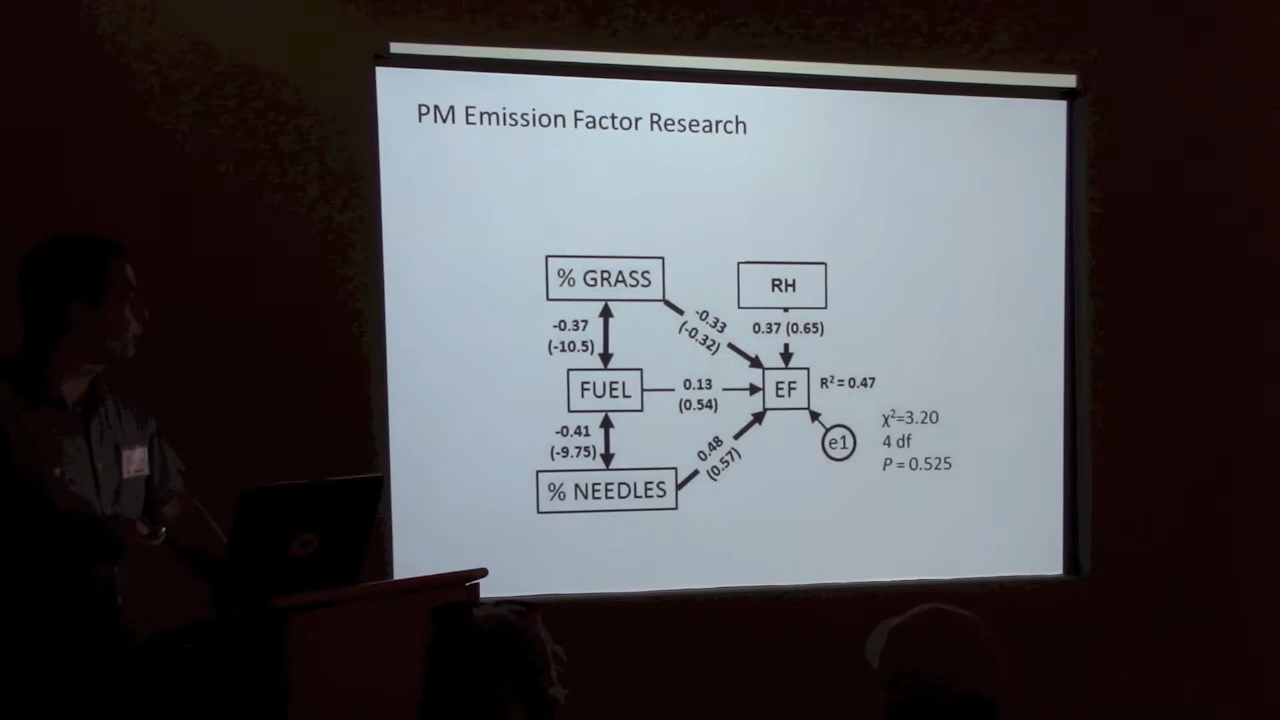 PM Emission Factor Research
% GRASS
RH
-0.37
(-10.5)
-0.33
(-0.32)
0.37 (0.65)
FUEL
0.13
(0.54)
EF
R²= 0.47
-0.41
(-9.75)
0.48
(0.57)
e1
χ²=3.20
4 df
P = 0.525
% NEEDLES